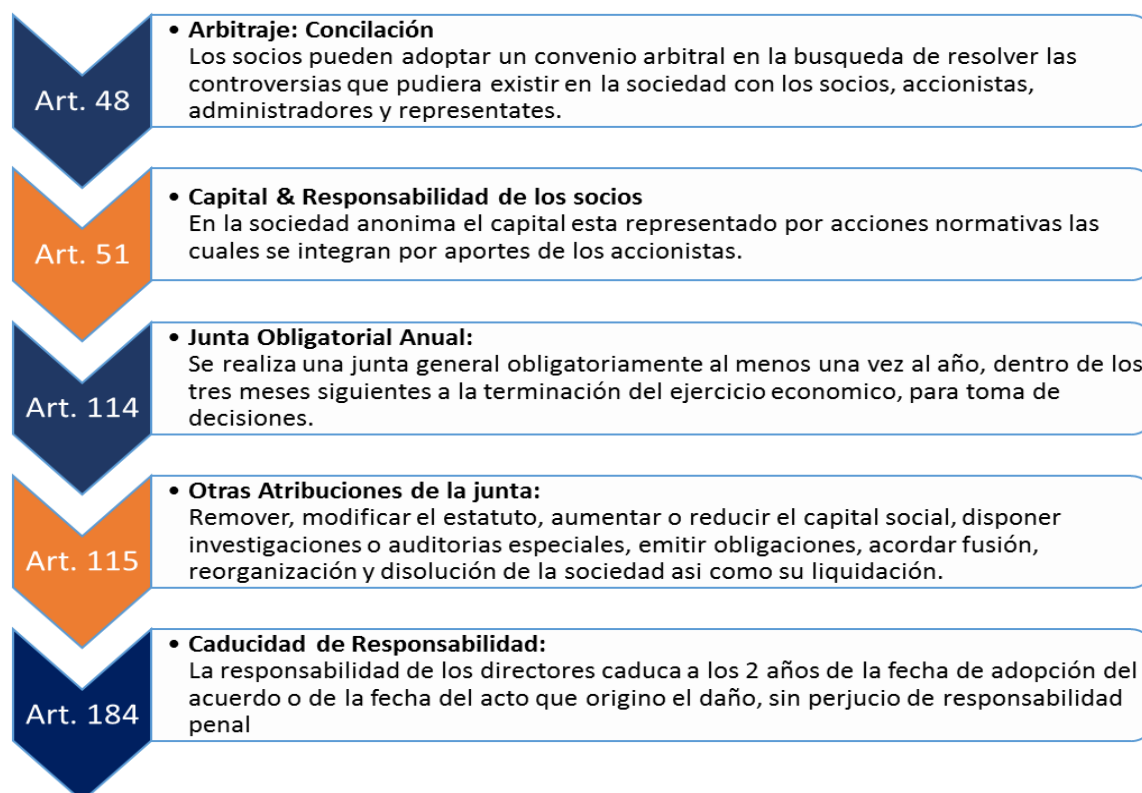 Art. 48
• Arbitraje: Concilación
Los socios pueden adoptar un convenio arbitral en la busqueda de resolver las
controversias que pudiera existir en la sociedad con los socios, accionistas,
administradores y representates.
Art. 51
• Capital & Responsabilidad de los socios
En la sociedad anonima el capital esta representado por acciones normativas las
cuales se integran por aportes de los accionistas.
Art. 114
• Junta Obligatorial Anual:
Se realiza una junta general obligatoriamente al menos una vez al año, dentro de los
tres meses siguientes a la terminación del ejercicio economico, para toma de
decisiones.
Art. 115
• Otras Atribuciones de la junta:
Remover, modificar el estatuto, aumentar o reducir el capital social, disponer
investigaciones o auditorias especiales, emitir obligaciones, acordar fusión,
reorganización y disolución de la sociedad asi como su liquidación.
Art. 184
• Caducidad de Responsabilidad:
La responsabilidad de los directores caduca a los 2 años de la fecha de adopción del
acuerdo o de la fecha del acto que origino el daño, sin perjucio de responsabilidad
penal